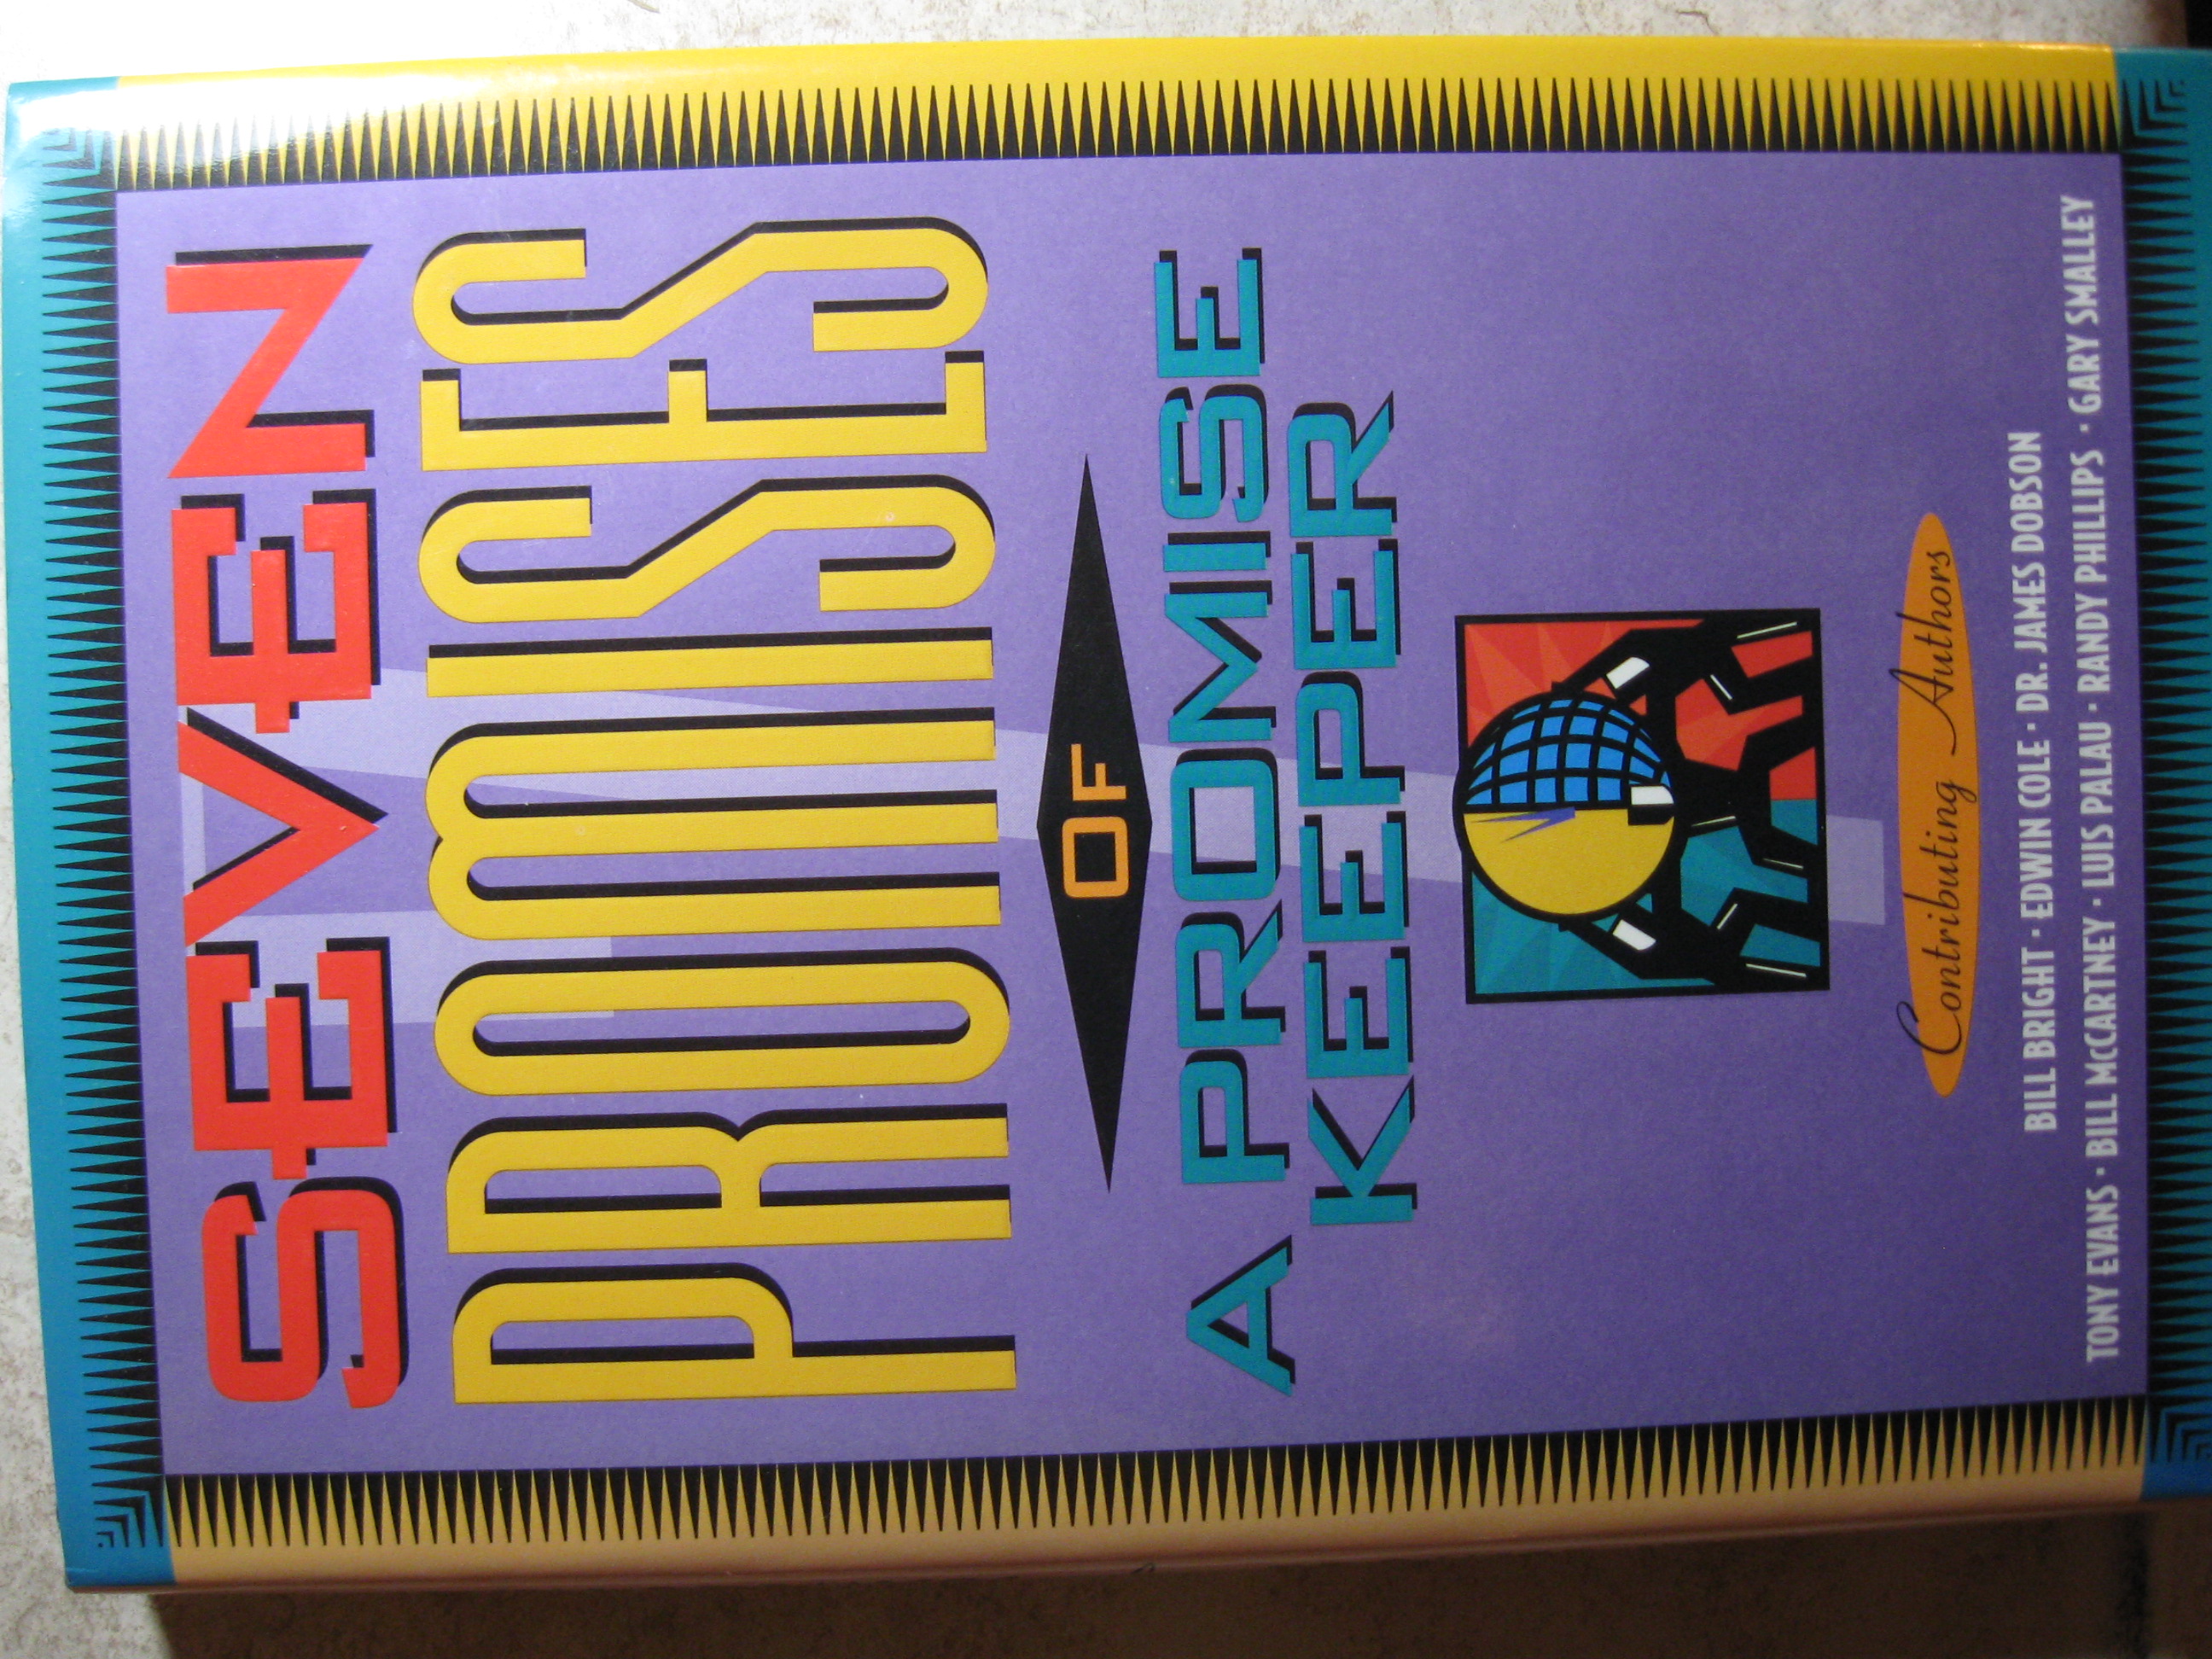 SEVEN
PROMISES
OF
A PROMISE
KEEPER
Contributing Authors
BILL BRIGHT · EDWIN COLE · DR. JAMES DOBSON
TONY EVANS · BILL McCARTNEY · LUIS PALAU · RANDY PHILLIPS · GARY SMALLEY